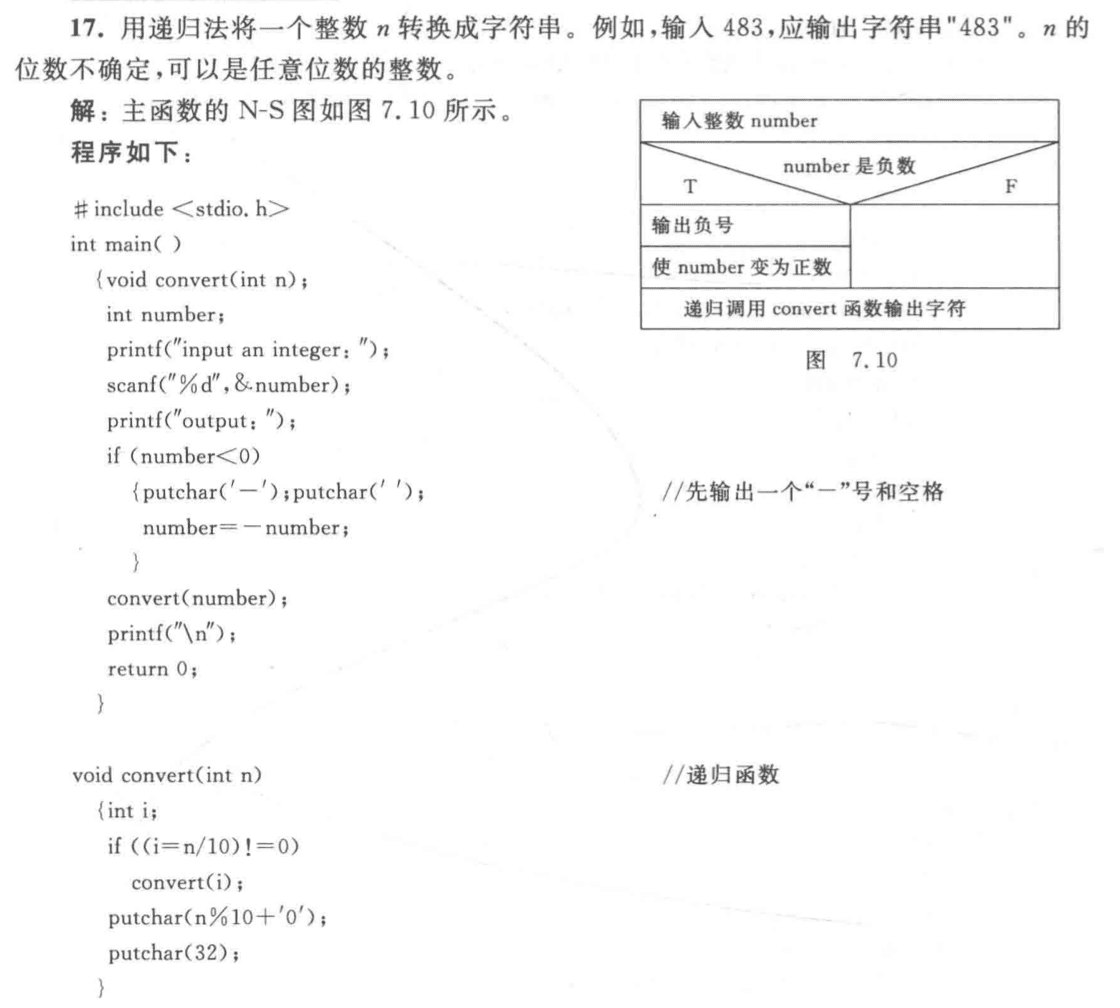 17. 用递归法将一个整数 n 转换成字符串。例如,输入 483,应输出字符串"483"。n 的
位数不确定,可以是任意位数的整数。
解：主函数的 N-S 图如图 7.10 所示。
程序如下：
#include <stdio.h>
int main( )
{void convert(int n);
int number;
printf("input an integer: ");
scanf("%d",&number);
printf("output: ");
if (number<0)
{putchar('-');putchar(' ');    //先输出一个“-”号和空格
number=-number;
}
convert(number);
printf("\n");
return 0;
}
void convert(int n)    //递归函数
{int i;
if ((i=n/10)!=0)
convert(i);
putchar(n%10+'0');
putchar(32);
}
输入整数 number
number 是负数
T    F
输出负号
使 number 变为正数
递归调用 convert 函数输出字符
图 7.10